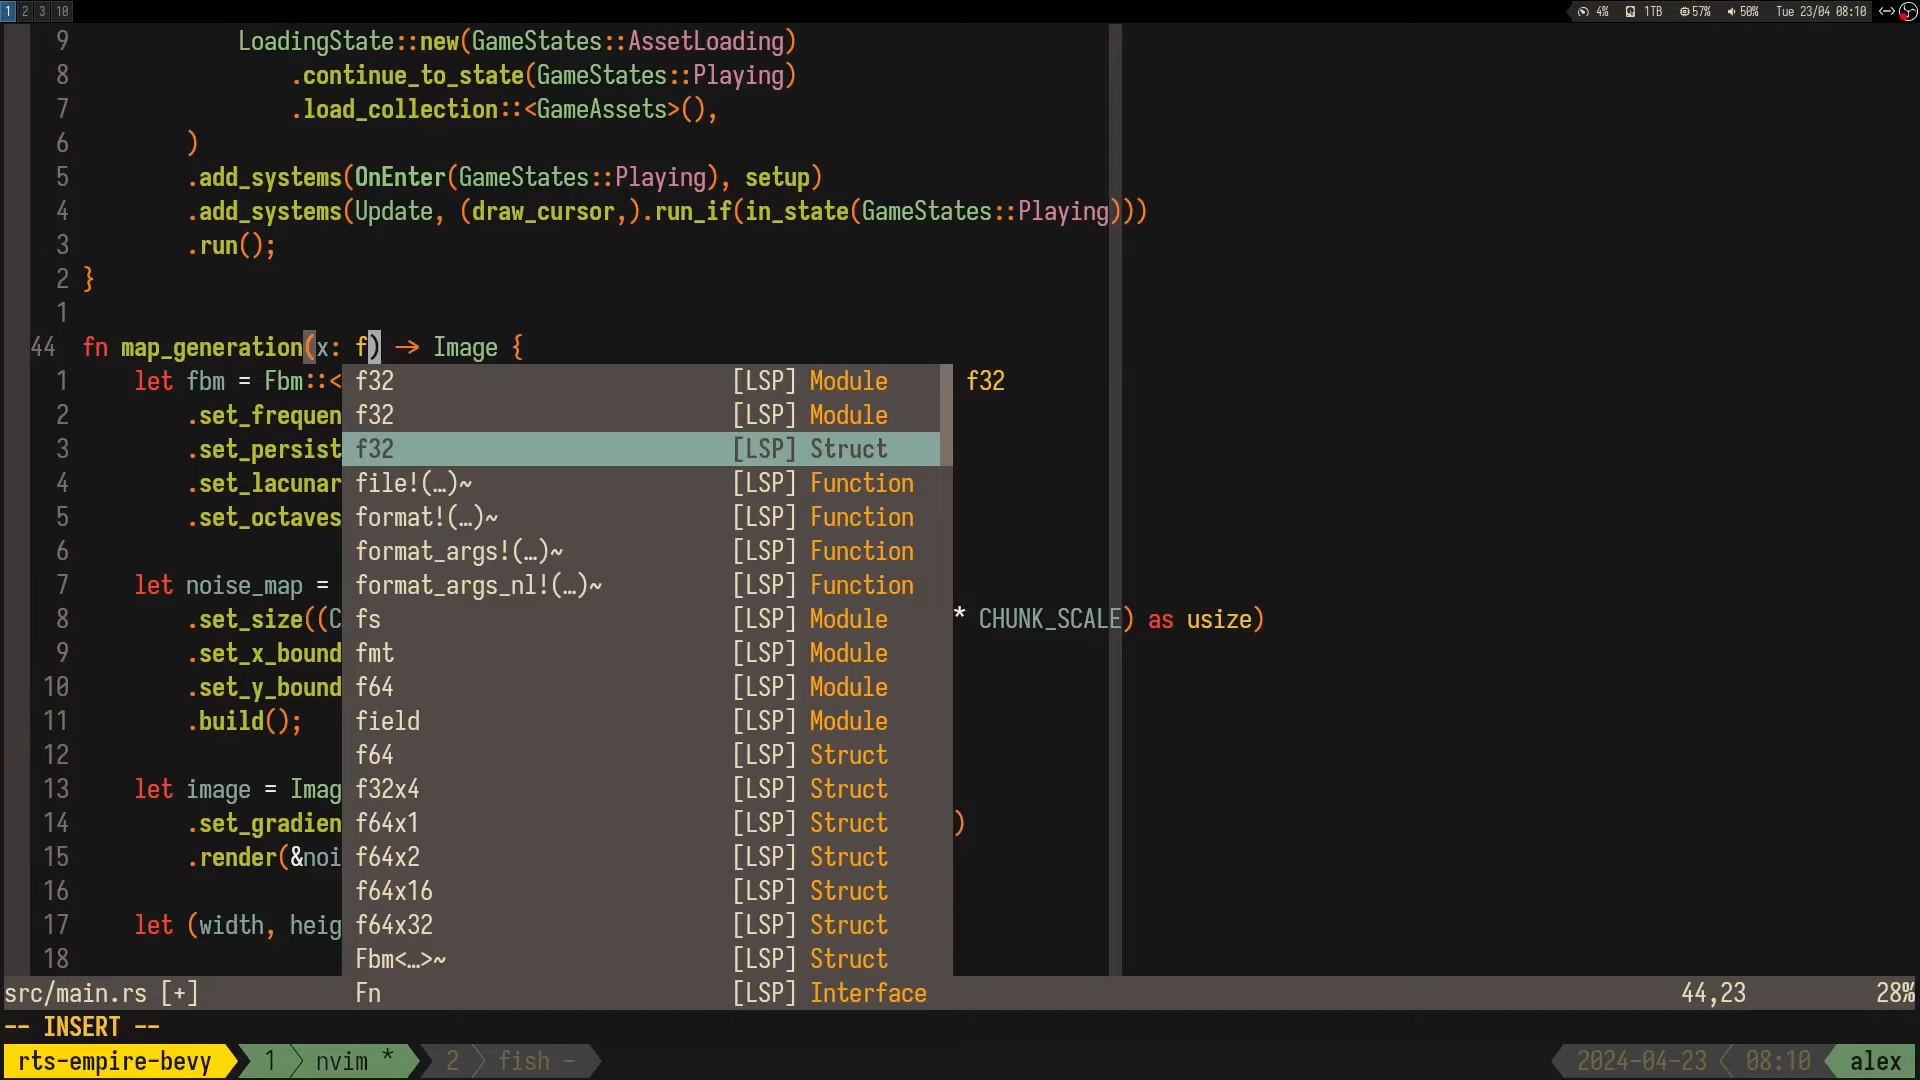 1 2 3 10 4% 1TB 57% 50% Tue 23/04 08:10
9 LoadingState::new(GameStates::AssetLoading)
8 .continue_to_state(GameStates::Playing)
7 .load_collection::<GameAssets>(),
6 )
5 .add_systems(OnEnter(GameStates::Playing), setup)
4 .add_systems(Update, (draw_cursor,).run_if(in_state(GameStates::Playing)))
3 .run();
2 }
1
44 fn map_generation(x: f) -> Image {
1 let fbm = Fbm::< f32 [LSP] Module f32
2 .set_frequen f32 [LSP] Module
3 .set_persist f32 [LSP] Struct
4 .set_lacunar file!(…)~ [LSP] Function
5 .set_octaves format!(…)~ [LSP] Function
6 format_args!(…)~ [LSP] Function
7 let noise_map = format_args_nl!(…)~ [LSP] Function
8 .set_size((C fs [LSP] Module * CHUNK_SCALE) as usize)
9 .set_x_bound fmt [LSP] Module
10 .set_y_bound f64 [LSP] Module
11 .build(); field [LSP] Module
12 f64 [LSP] Struct
13 let image = Imag f32x4 [LSP] Struct
14 .set_gradien f64x1 [LSP] Struct )
15 .render(&noi f64x2 [LSP] Struct
16 f64x16 [LSP] Struct
17 let (width, heig f64x32 [LSP] Struct
18 Fbm<…>~ [LSP] Struct
src/main.rs [+] Fn [LSP] Interface 44,23 28%
-- INSERT --
rts-empire-bevy 1 nvim * 2 fish - 2024-04-23 08:10 alex